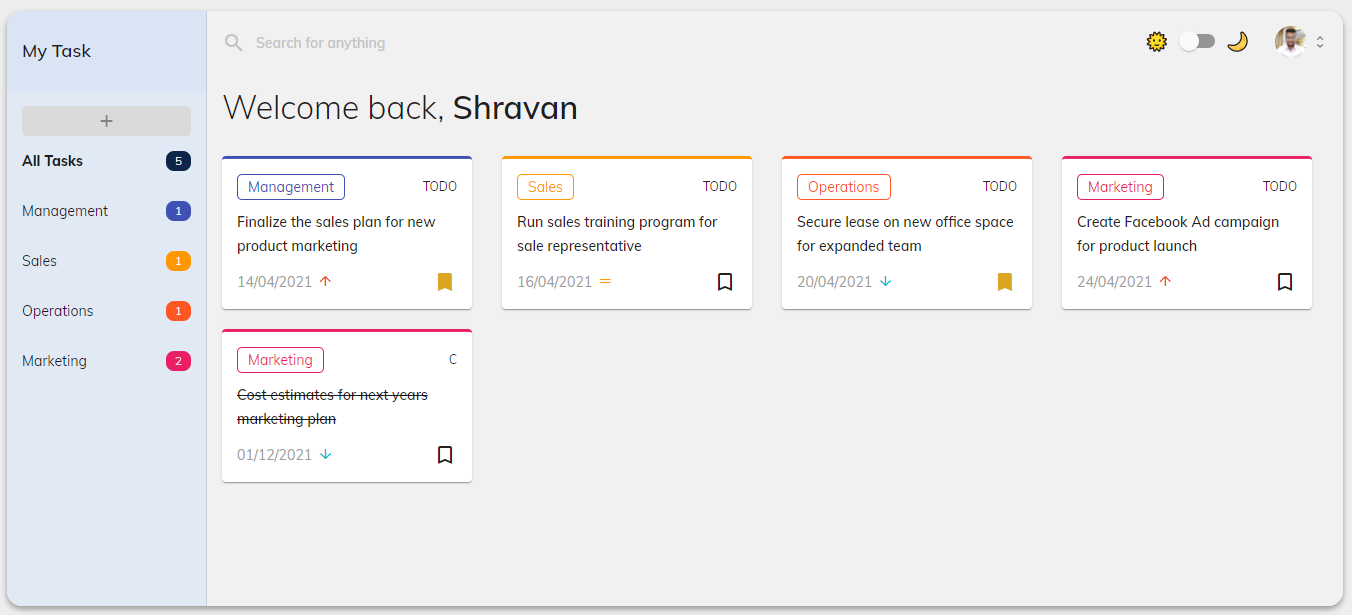 My Task
Search for anything
+
All Tasks 5
Management 1
Sales 1
Operations 1
Marketing 2
Welcome back, Shravan
Management TODO
Finalize the sales plan for new
product marketing
14/04/2021
Sales TODO
Run sales training program for
sale representative
16/04/2021
Operations TODO
Secure lease on new office space
for expanded team
20/04/2021
Marketing TODO
Create Facebook Ad campaign
for product launch
24/04/2021
Marketing C
Cost estimates for next years
marketing plan
01/12/2021